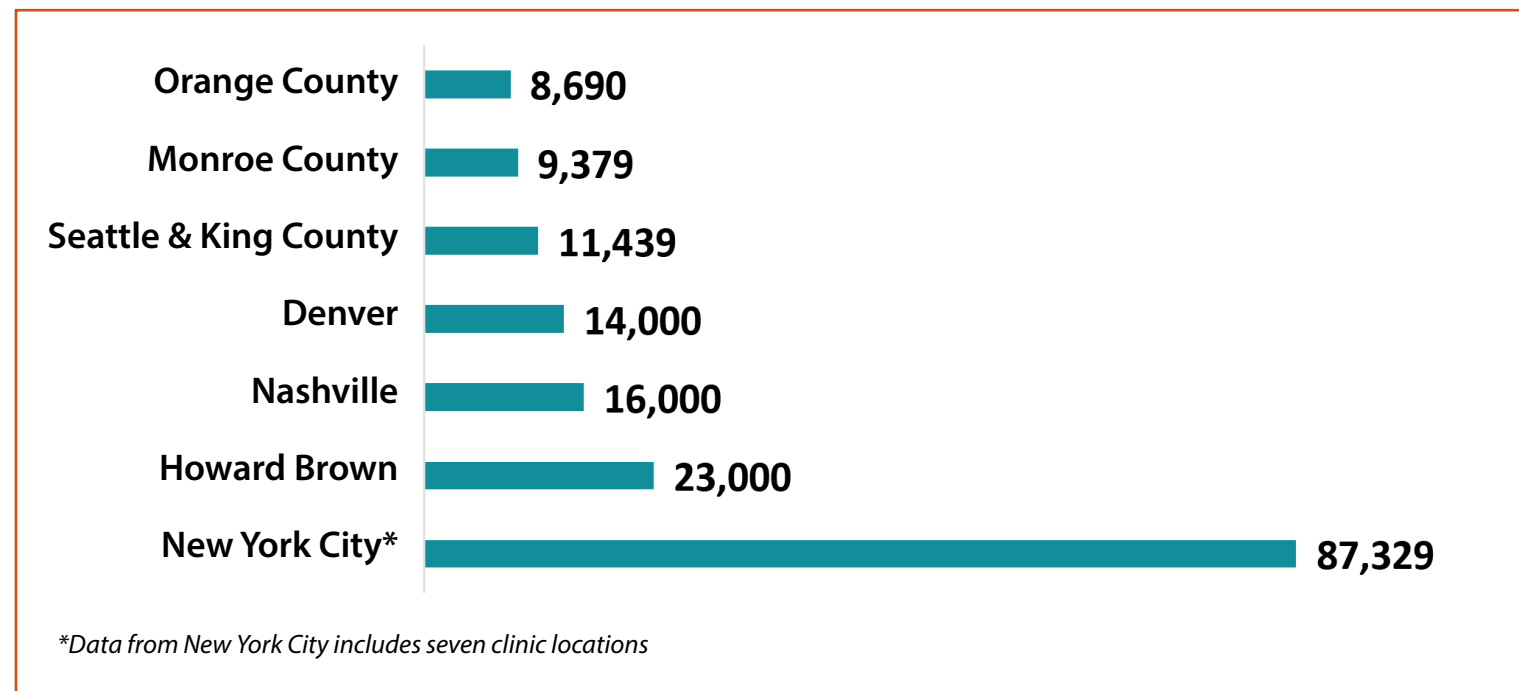 Orange County 8,690
Monroe County 9,379
Seattle & King County 11,439
Denver 14,000
Nashville 16,000
Howard Brown 23,000
New York City* 87,329
*Data from New York City includes seven clinic locations